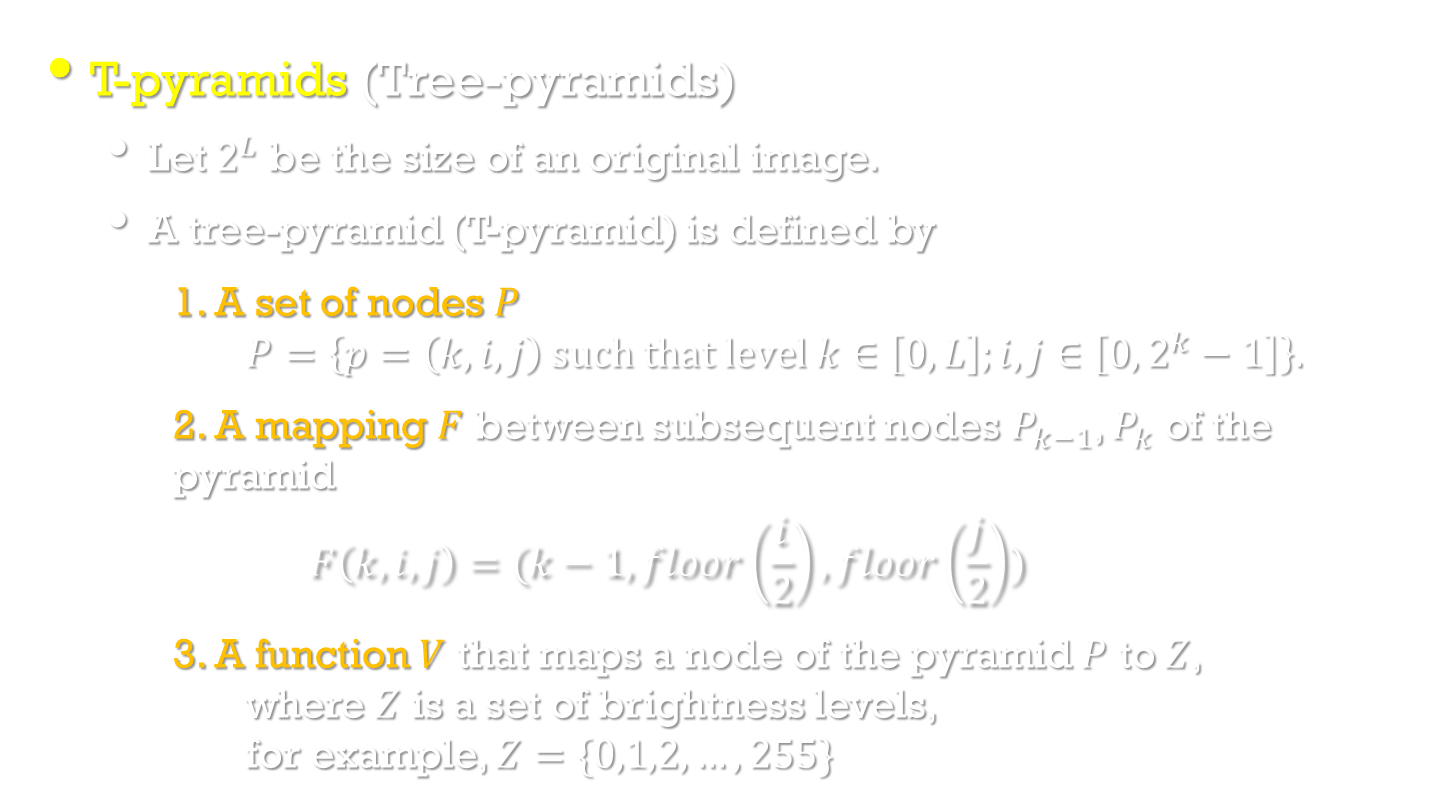 • T-pyramids (Tree-pyramids)
• Let 2^L be the size of an original image.
• A tree-pyramid (T-pyramid) is defined by
1. A set of nodes P
P = {p = (k, i, j) such that level k ∈ [0, L]; i, j ∈ [0, 2^k − 1]}.
2. A mapping F between subsequent nodes P_{k−1}, P_k of the
pyramid
F(k, i, j) = (k − 1, floor (i/2), floor (j/2))
3. A function V that maps a node of the pyramid P to Z,
where Z is a set of brightness levels,
for example, Z = {0,1,2, … , 255}